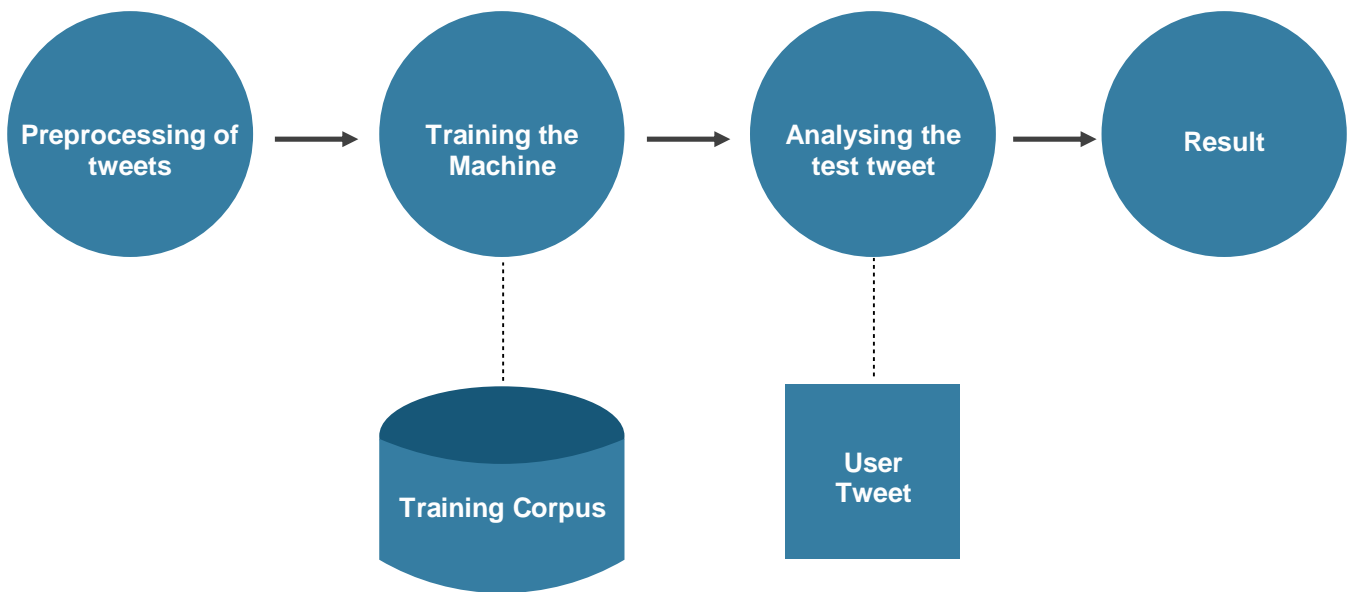 Preprocessing of
tweets
Training the
Machine
Analysing the
test tweet
Result
Training Corpus
User
Tweet